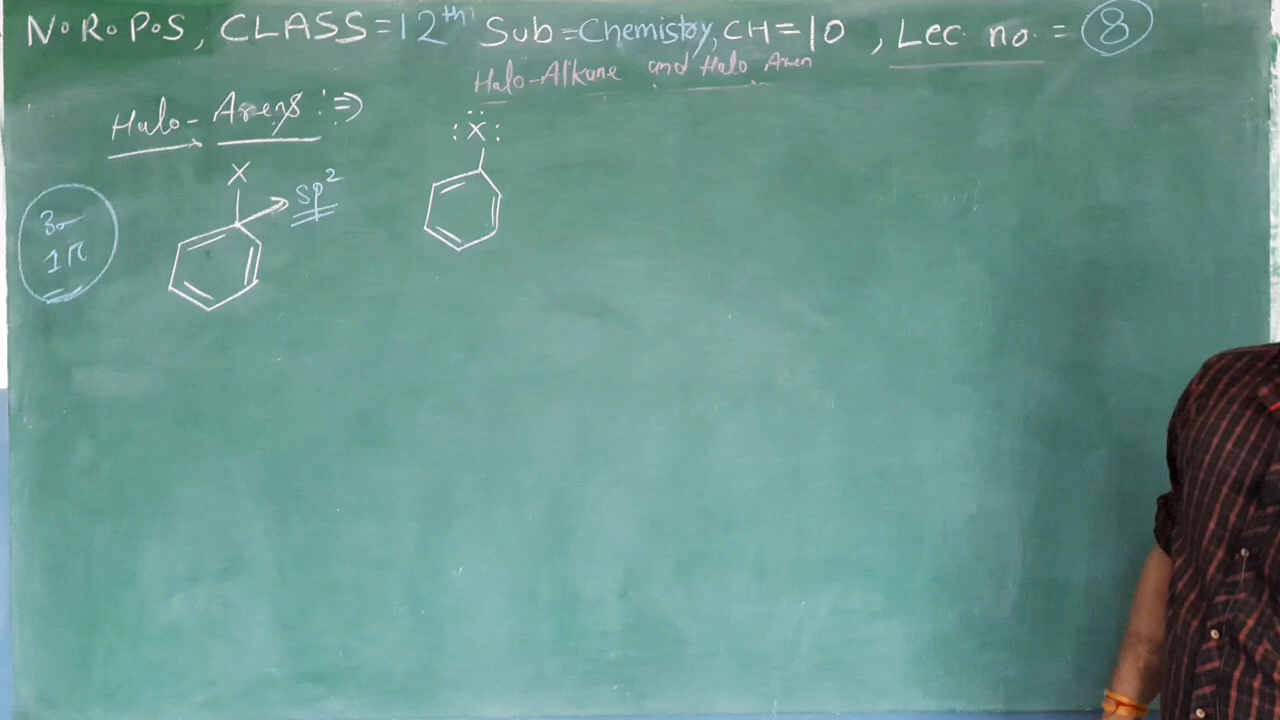 N.R.P.S, CLASS=12th Sub=Chemistry, CH=10, Lec. no. = 8
Halo-Alkane and Halo Aren
Halo-Arens :⇒
:Ẍ:
X
sp²
3σ
1π